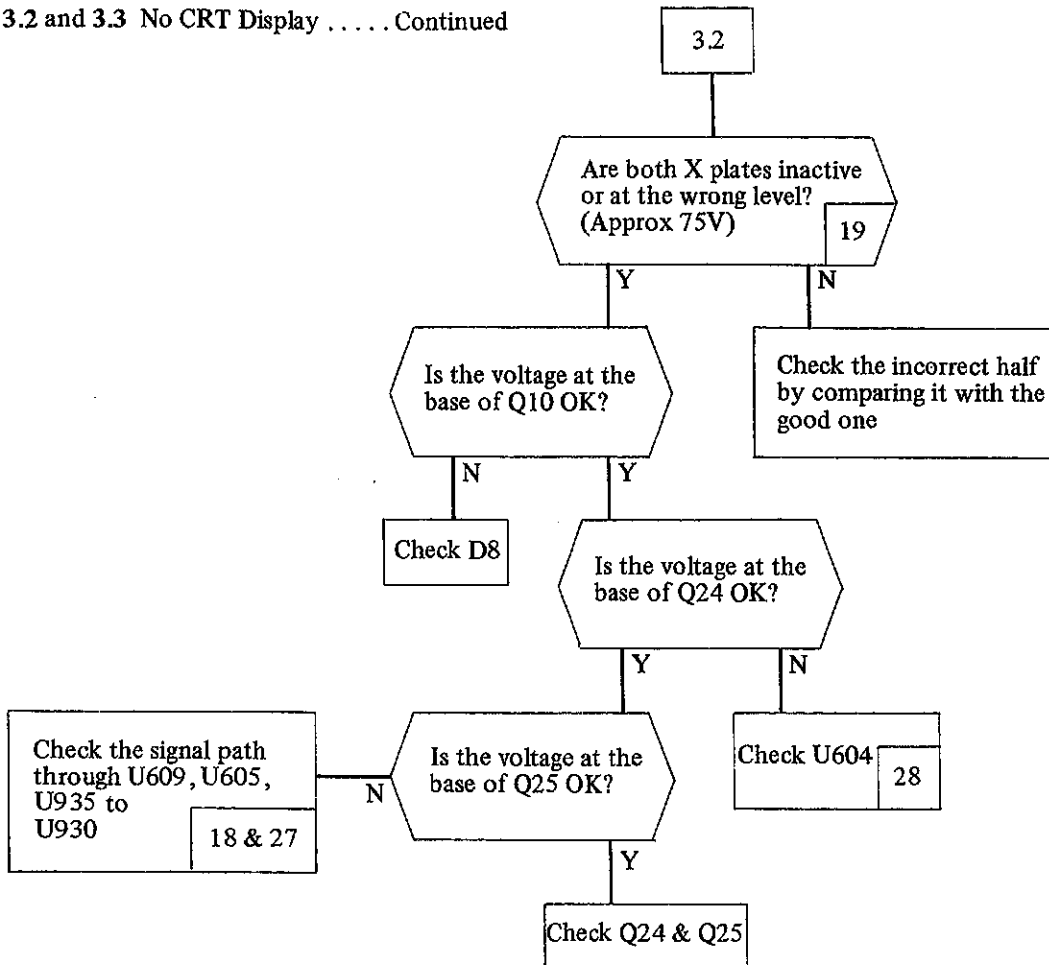 3.2 and 3.3 No CRT Display . . . . . Continued
3.2
Are both X plates inactive
or at the wrong level?
(Approx 75V)
19
Y
N
Is the voltage at the
base of Q10 OK?
Check the incorrect half
by comparing it with the
good one
N
Y
Check D8
Is the voltage at the
base of Q24 OK?
Y
N
Check the signal path
through U609, U605,
U935 to
U930
18 & 27
N
Is the voltage at the
base of Q25 OK?
Check U604
28
Y
Check Q24 & Q25